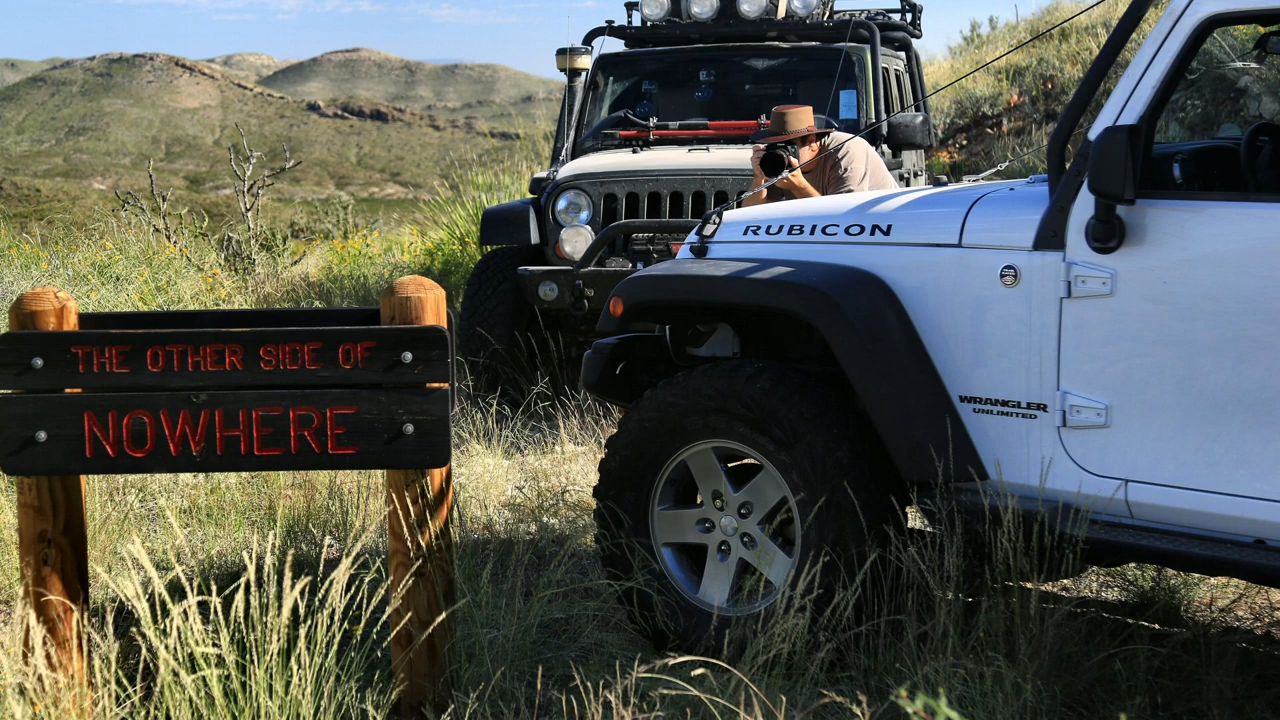 THE OTHER SIDE OF
NOWHERE
RUBICON
WRANGLER
UNLIMITED